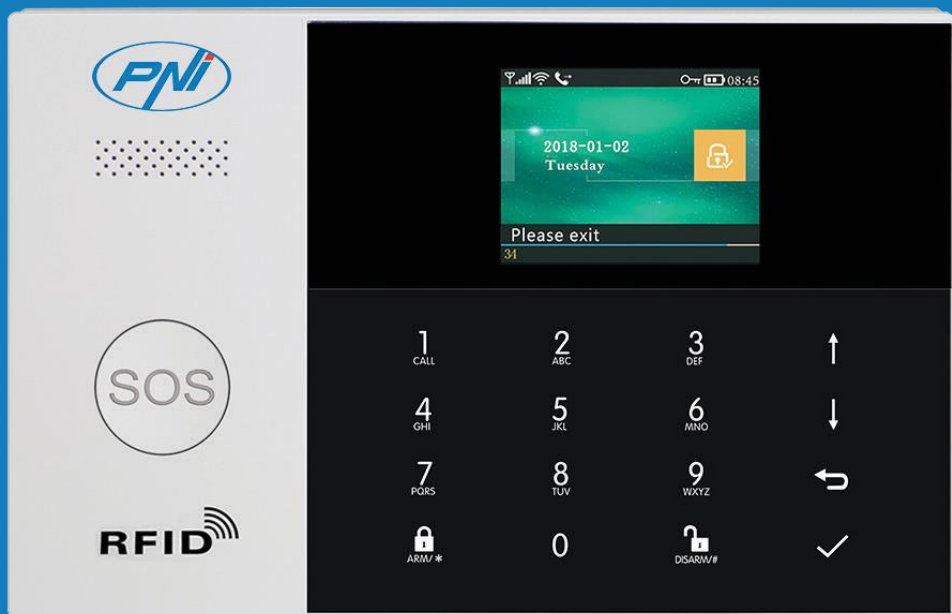 PNI
08:45
2018-01-02
Tuesday
Please exit
34
SOS
RFID
1
CALL
2
ABC
3
DEF
4
GHI
5
JKL
6
MNO
7
PQRS
8
TUV
9
WXYZ
ARM/*
0
DISARM/#